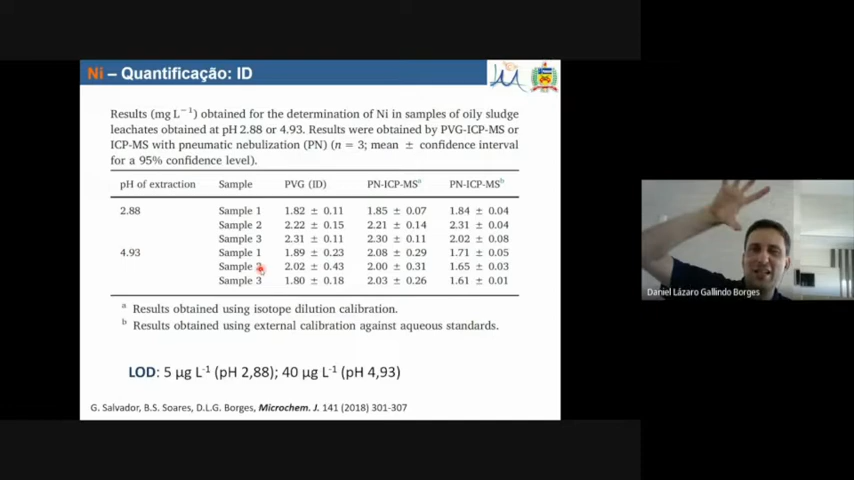 Ni – Quantificação: ID
Results (mg L⁻¹) obtained for the determination of Ni in samples of oily sludge
leachates obtained at pH 2.88 or 4.93. Results were obtained by PVG-ICP-MS or
ICP-MS with pneumatic nebulization (PN) (n = 3; mean ± confidence interval
for a 95% confidence level).
pH of extraction Sample PVG (ID) PN-ICP-MSᵃ PN-ICP-MSᵇ
2.88 Sample 1 1.82 ± 0.11 1.85 ± 0.07 1.84 ± 0.04
Sample 2 2.22 ± 0.15 2.21 ± 0.14 2.31 ± 0.04
Sample 3 2.31 ± 0.11 2.30 ± 0.11 2.02 ± 0.08
4.93 Sample 1 1.89 ± 0.23 2.08 ± 0.29 1.71 ± 0.05
Sample 2 2.02 ± 0.43 2.00 ± 0.31 1.65 ± 0.03
Sample 3 1.80 ± 0.18 2.03 ± 0.26 1.61 ± 0.01
ᵃ Results obtained using isotope dilution calibration.
ᵇ Results obtained using external calibration against aqueous standards.
LOD: 5 µg L⁻¹ (pH 2,88); 40 µg L⁻¹ (pH 4,93)
G. Salvador, B.S. Soares, D.L.G. Borges, Microchem. J. 141 (2018) 301-307
Daniel Lázaro Gallindo Borges